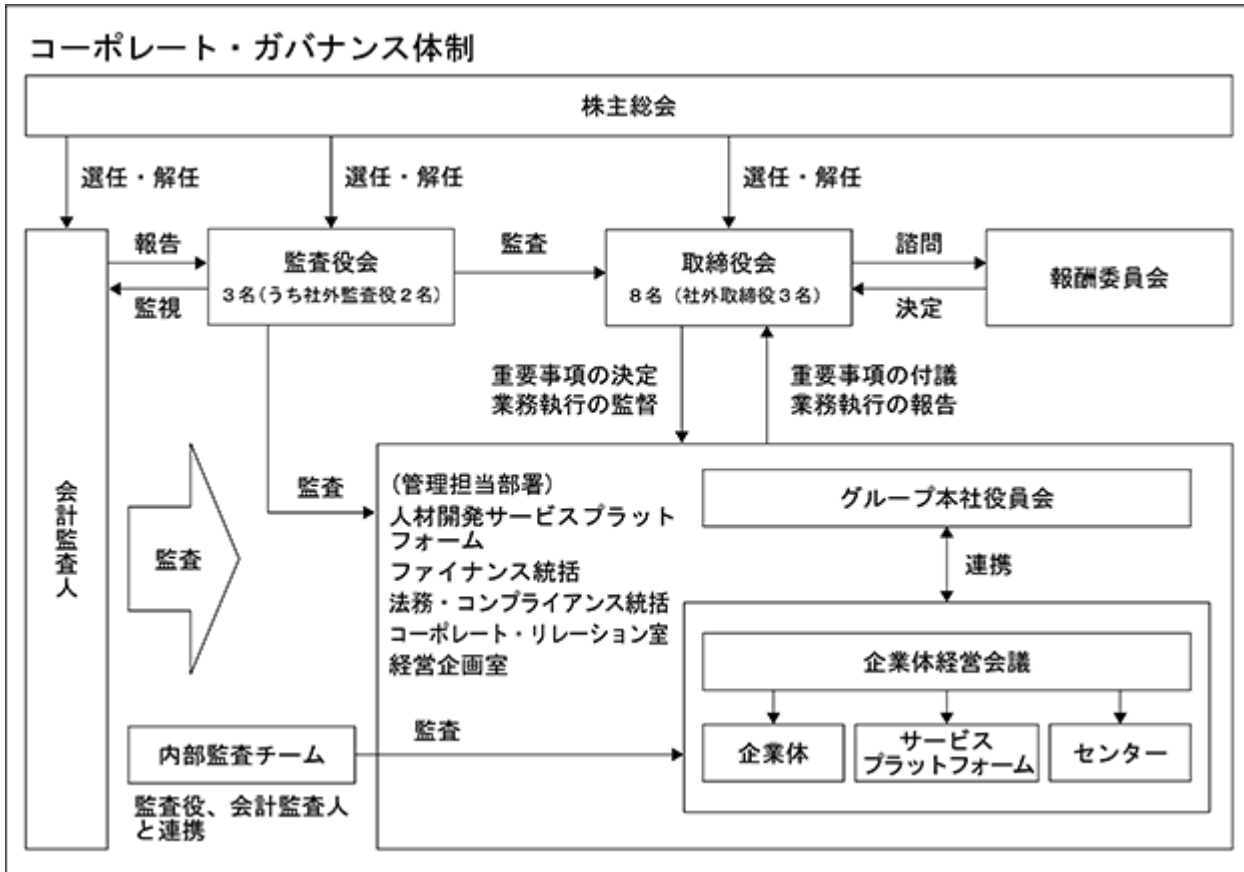 コーポレート・ガバナンス体制
株主総会
選任・解任
選任・解任
選任・解任
報告
監視
監査役会
3名(うち社外監査役2名)
監査
取締役会
8名(社外取締役3名)
諮問
決定
報酬委員会
重要事項の決定
業務執行の監督
重要事項の付議
業務執行の報告
会計監査人
監査
監査
(管理担当部署)
人材開発サービスプラット
フォーム
ファイナンス統括
法務・コンプライアンス統括
コーポレート・リレーション室
経営企画室
グループ本社役員会
連携
企業体経営会議
企業体
サービス
プラットフォーム
センター
内部監査チーム
監査
監査役、会計監査人
と連携